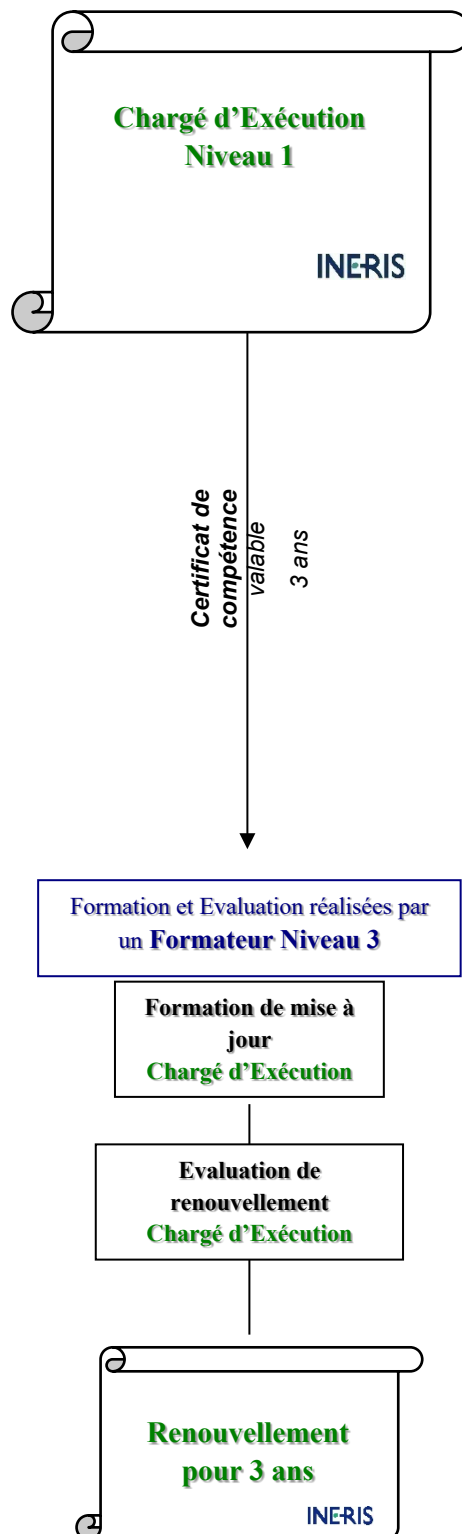 Chargé d'Exécution
Niveau 1
INERIS
Certificat de
compétence
valable
3 ans
Formation et Evaluation réalisées par
un Formateur Niveau 3
Formation de mise à
jour
Chargé d'Exécution
Evaluation de
renouvellement
Chargé d'Exécution
Renouvellement
pour 3 ans
INERIS